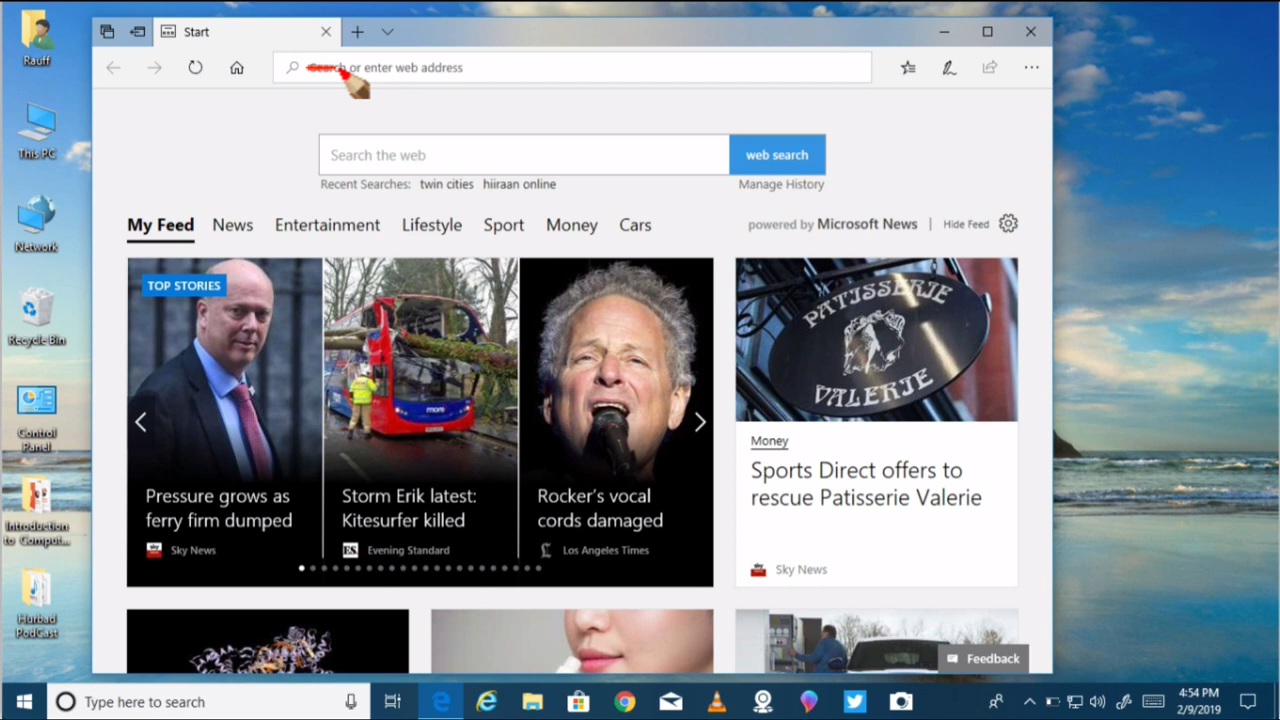 Start
Search or enter web address
Search the web
web search
Recent Searches: twin cities hiiraan online
Manage History
My Feed News Entertainment Lifestyle Sport Money Cars
powered by Microsoft News | Hide Feed
TOP STORIES
Pressure grows as
ferry firm dumped
sky
Sky News
Storm Erik latest:
Kitesurfer killed
ES
Evening Standard
Rocker's vocal
cords damaged
Los Angeles Times
more
PATISSERIE
VALERIE
Money
Sports Direct offers to
rescue Patisserie Valerie
Sky News
Feedback
Rauff
This PC
Network
Recycle Bin
Control
Panel
Introduction
to Comput...
Hurbad
PodCast
Type here to search
4:54 PM
2/9/2019